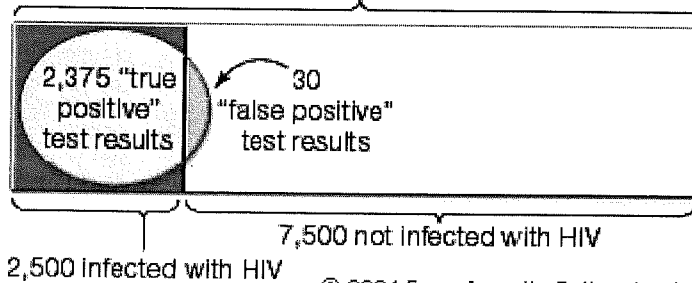 2,375 "true
positive"
test results
30
"false positive"
test results
7,500 not infected with HIV
2,500 infected with HIV